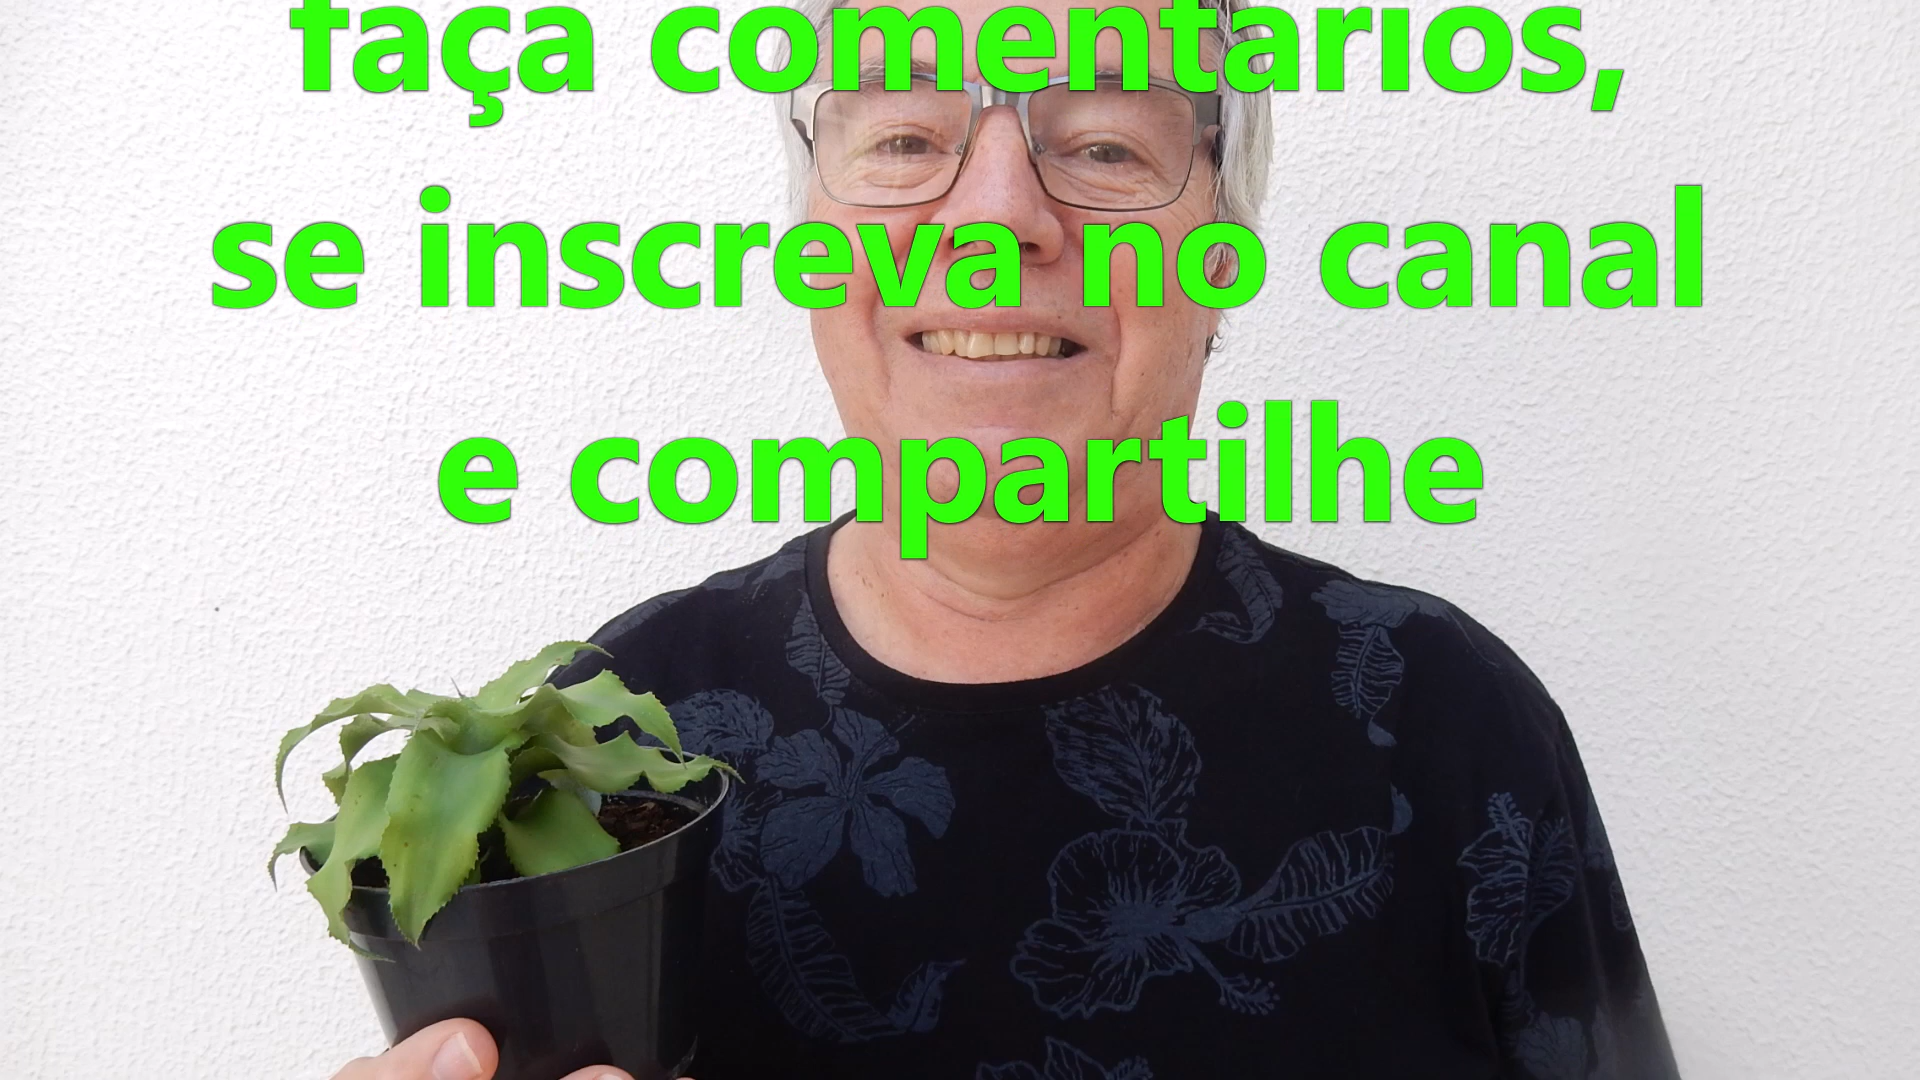 faça comentários,
se inscreva no canal
e compartilhe